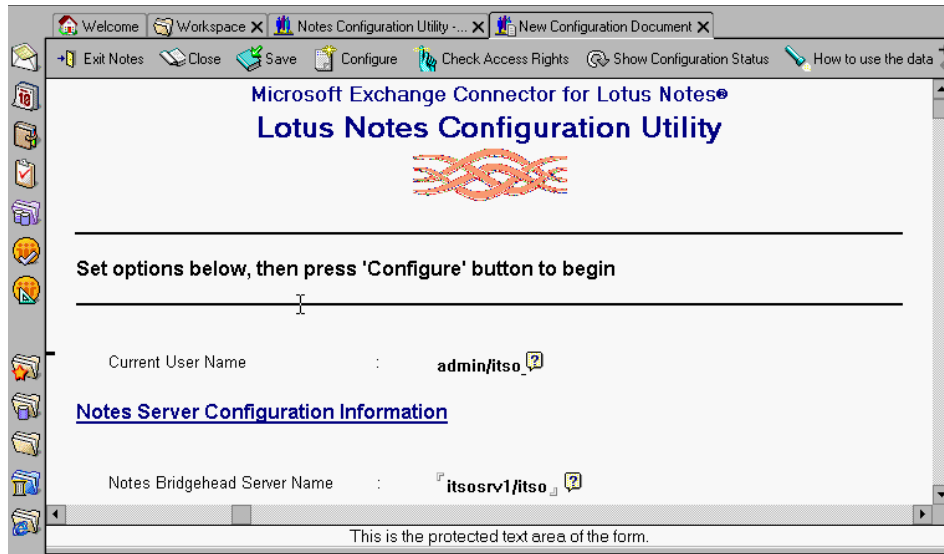 Welcome Workspace X Notes Configuration Utility -... X New Configuration Document X
Exit Notes Close Save Configure Check Access Rights Show Configuration Status How to use the data
Microsoft Exchange Connector for Lotus Notes®
Lotus Notes Configuration Utility
18
Set options below, then press 'Configure' button to begin
Current User Name : admin/itso ?
Notes Server Configuration Information
Notes Bridgehead Server Name : itsosrv1/itso ?
This is the protected text area of the form.